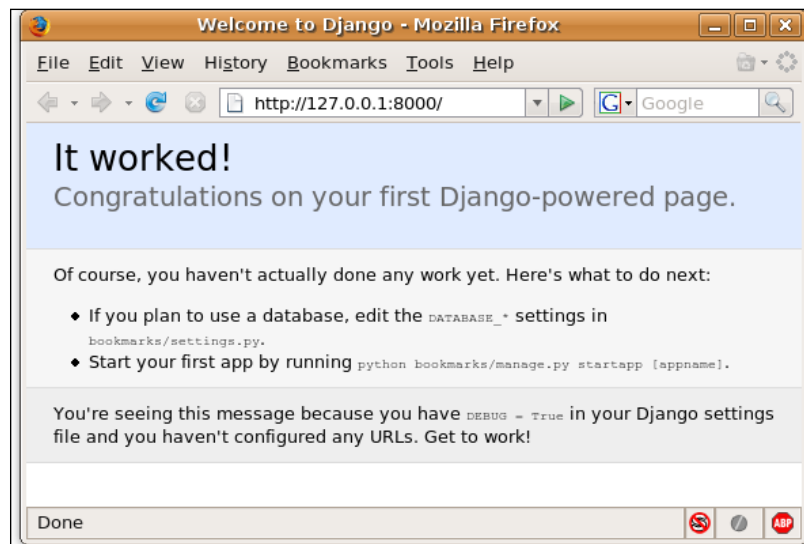 Welcome to Django - Mozilla Firefox
File Edit View History Bookmarks Tools Help
http://127.0.0.1:8000/ G Google
It worked!
Congratulations on your first Django-powered page.
Of course, you haven't actually done any work yet. Here's what to do next:
If you plan to use a database, edit the DATABASE_* settings in
bookmarks/settings.py.
Start your first app by running python bookmarks/manage.py startapp [appname].
You're seeing this message because you have DEBUG = True in your Django settings
file and you haven't configured any URLs. Get to work!
Done ABP